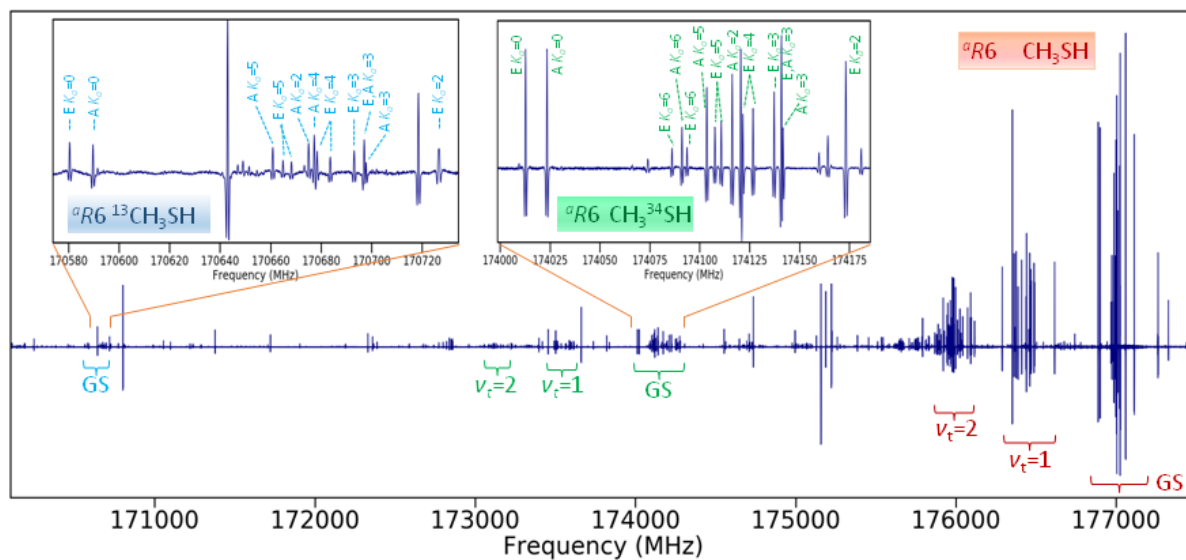 E Kₐ=0
A Kₐ=0
A Kₐ=5
E Kₐ=5
A Kₐ=2
A Kₐ=4
E Kₐ=4
E Kₐ=3
E,A Kₐ=3
A Kₐ=3
E Kₐ=2
ᵃR6 ¹³CH₃SH
170580 170600 170620 170640 170660 170680 170700 170720
Frequency (MHz)
E Kₐ=0
A Kₐ=0
E Kₐ=6
A Kₐ=6
E Kₐ=6
A Kₐ=5
E Kₐ=5
A Kₐ=2
E Kₐ=4
E Kₐ=3
E,A Kₐ=3
A Kₐ=3
E Kₐ=2
ᵃR6 CH₃³⁴SH
174000 174025 174050 174075 174100 174125 174150 174175
Frequency (MHz)
ᵃR6 CH₃SH
GS
νₜ=2
νₜ=1
GS
νₜ=2
νₜ=1
GS
171000 172000 173000 174000 175000 176000 177000
Frequency (MHz)